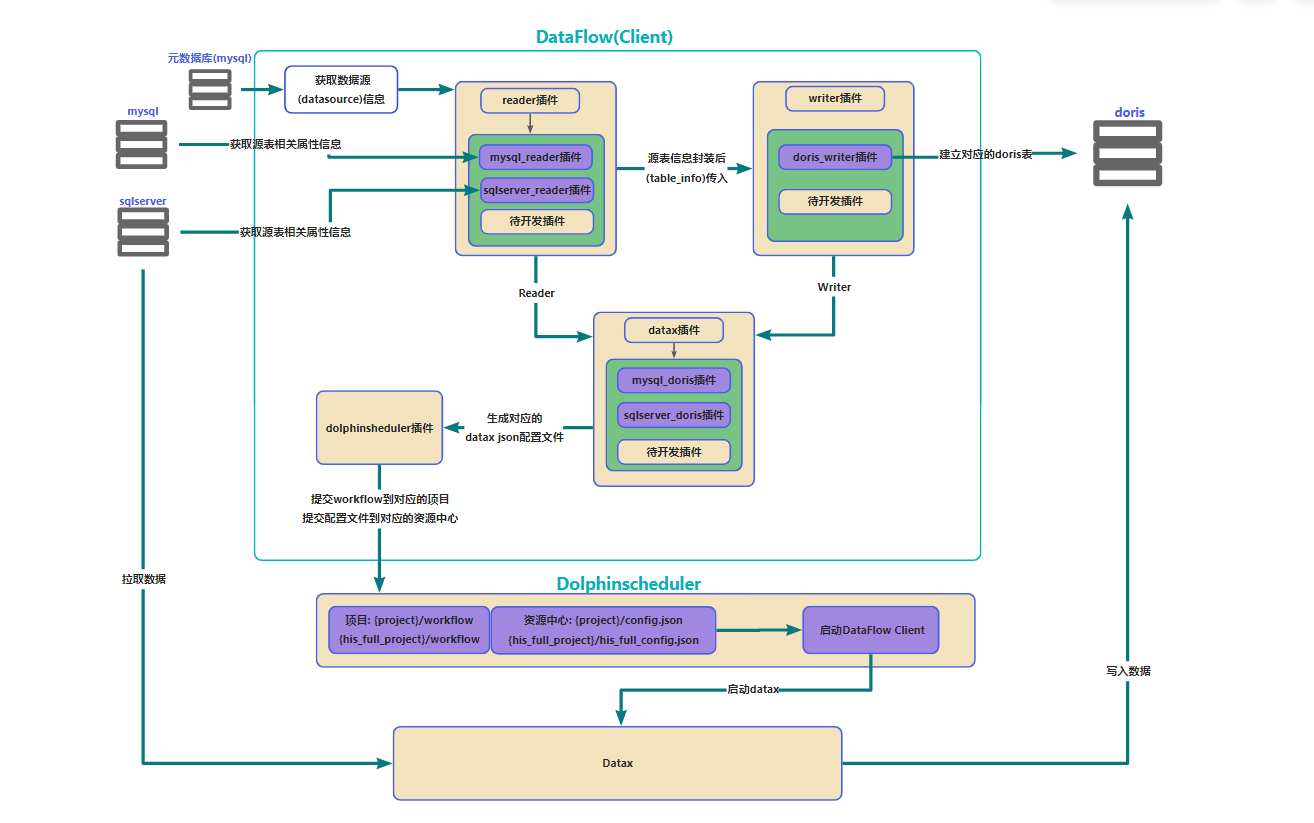 DataFlow(Client)
元数据库(mysql)
获取数据源
(datasource)信息
reader插件
writer插件
mysql
doris
获取源表相关属性信息
mysql_reader插件
源表信息封装后
(table_info)传入
doris_writer插件
建立对应的doris表
sqlserver
sqlserver_reader插件
待开发插件
待开发插件
获取源表相关属性信息
Reader
Writer
datax插件
mysql_doris插件
sqlserver_doris插件
待开发插件
生成对应的
datax json配置文件
dolphinsheduler插件
提交workflow到对应的项目
提交配置文件到对应的资源中心
拉取数据
Dolphinscheduler
项目: {project}/workflow
{his_full_project}/workflow
资源中心: {project}/config.json
{his_full_project}/his_full_config.json
启动DataFlow Client
写入数据
启动datax
Datax